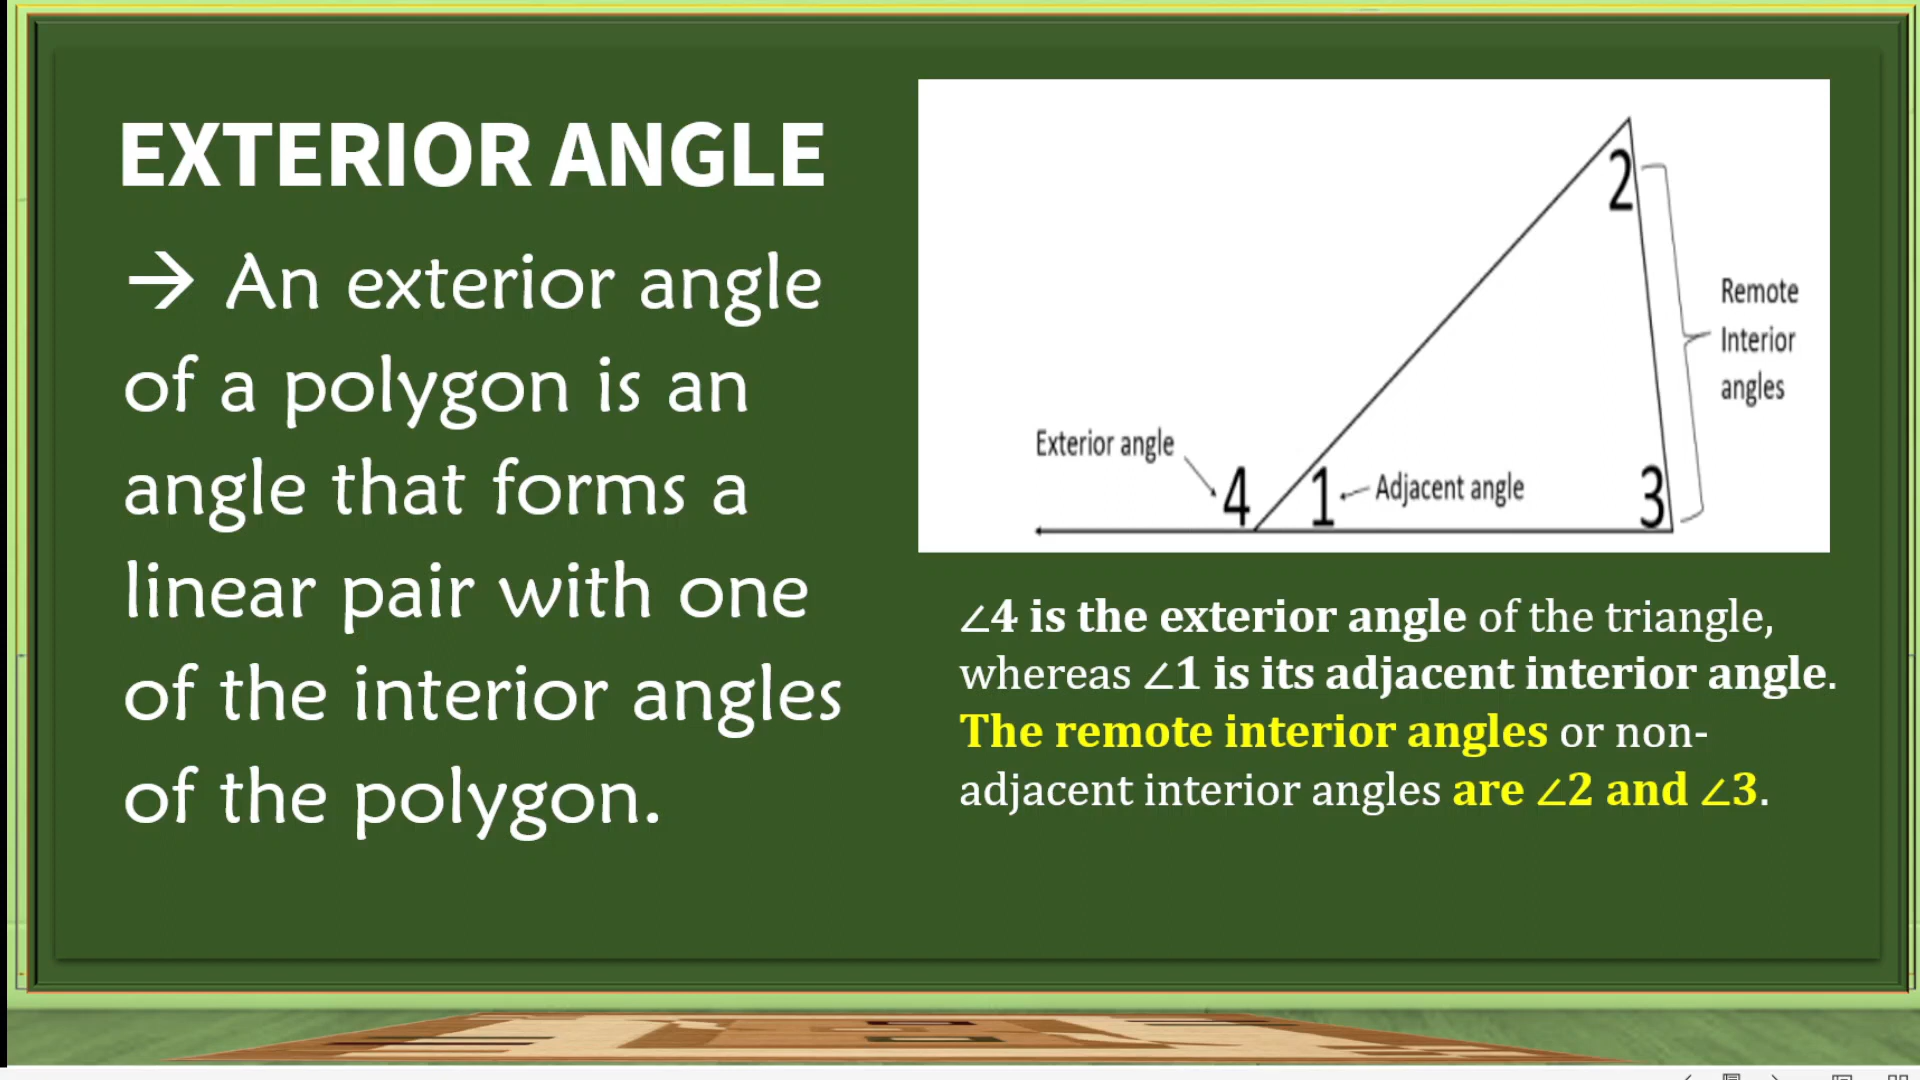 EXTERIOR ANGLE
→ An exterior angle
of a polygon is an
angle that forms a
linear pair with one
of the interior angles
of the polygon.
2
Remote
Interior
angles
Exterior angle
4
1
Adjacent angle
3
∠4 is the exterior angle of the triangle,
whereas ∠1 is its adjacent interior angle.
The remote interior angles or non-
adjacent interior angles are ∠2 and ∠3.